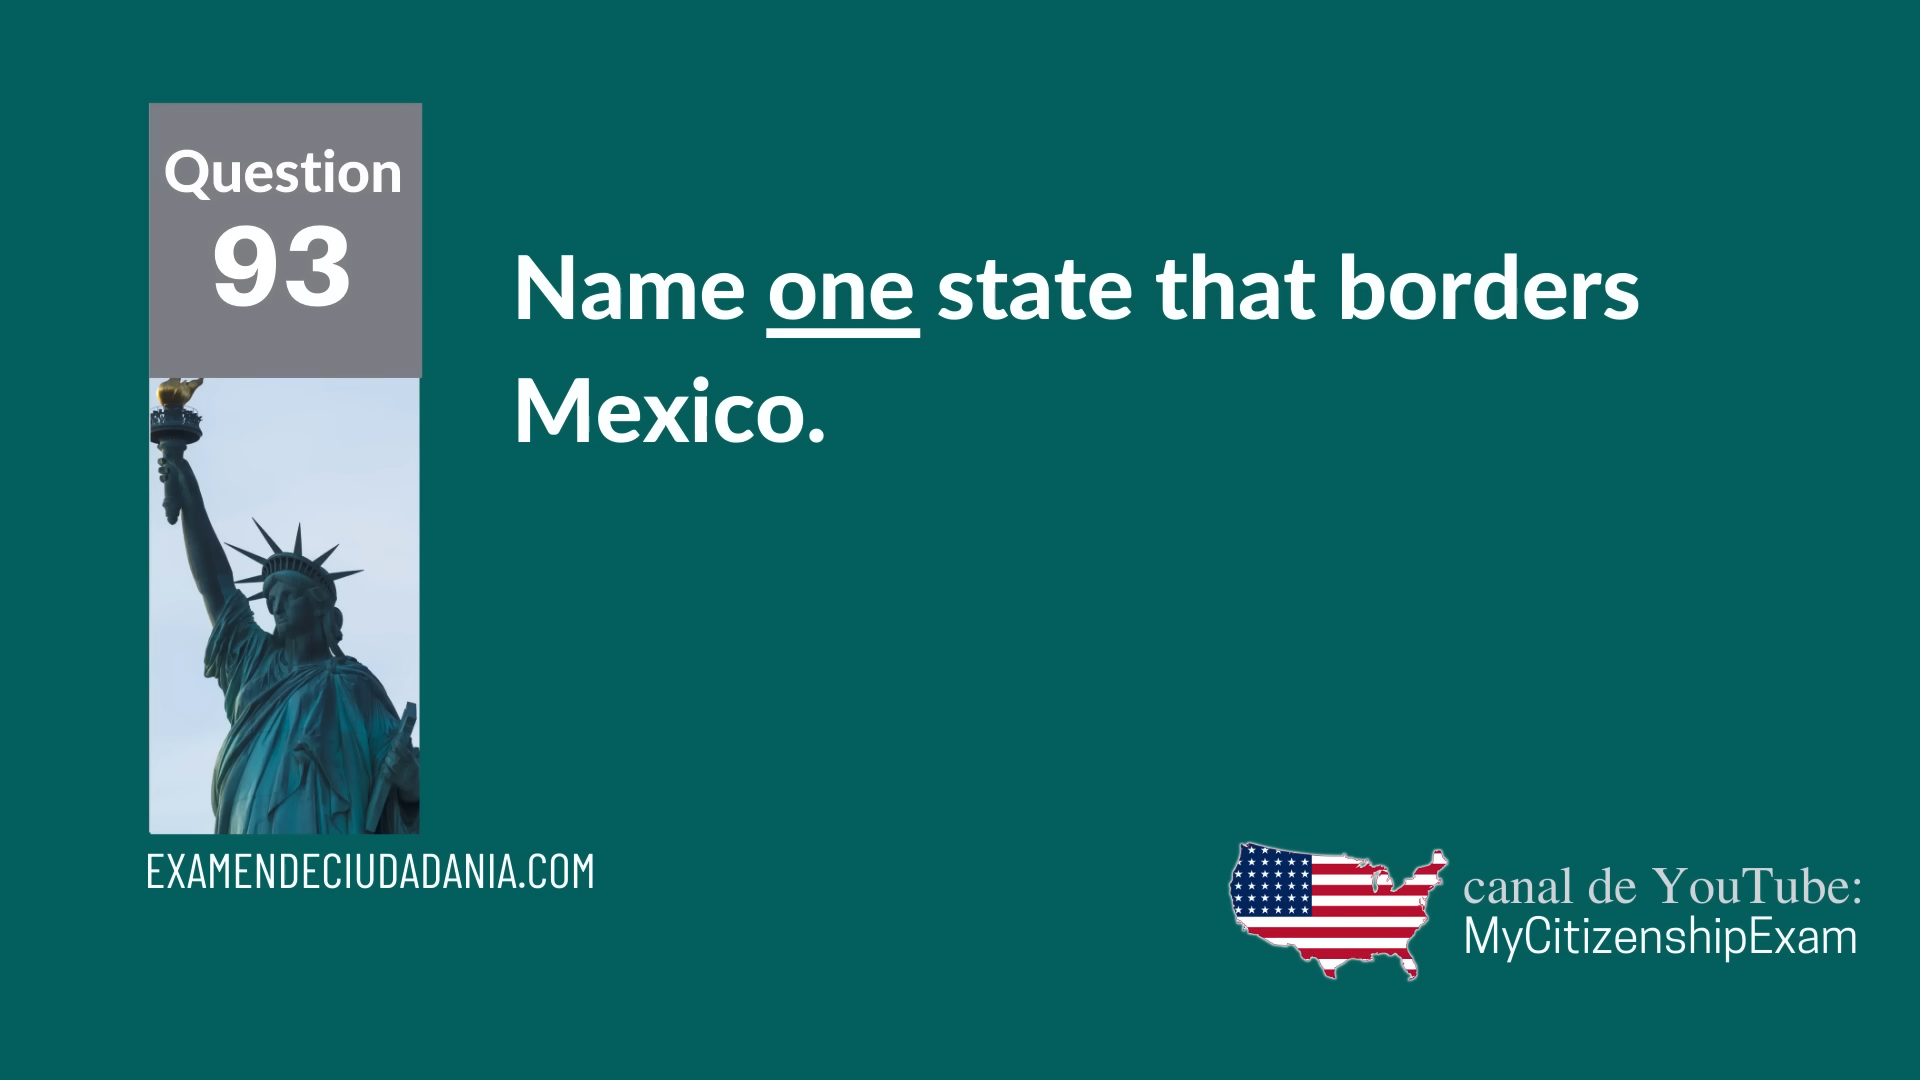 Question
93
Name one state that borders
Mexico.
EXAMENDECIUDADANIA.COM
canal de YouTube:
MyCitizenshipExam